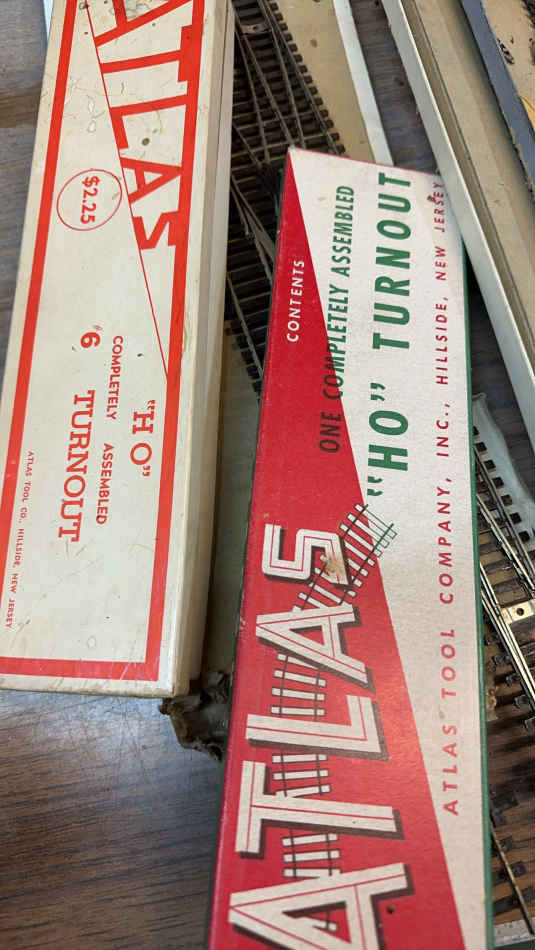 ATLAS
$2.25
#6
COMPLETELY ASSEMBLED
TURNOUT
"HO"
ATLAS TOOL CO., HILLSIDE, NEW JERSEY
CONTENTS
ONE COMPLETELY ASSEMBLED
"HO" TURNOUT
ATLAS TOOL COMPANY, INC., HILLSIDE, NEW JERSEY
ATLAS